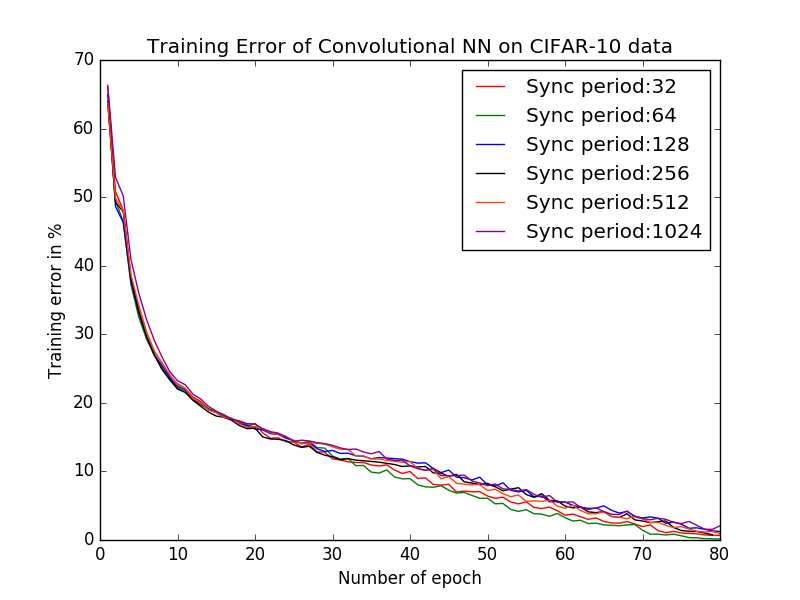 Training Error of Convolutional NN on CIFAR-10 data
Sync period:32
Sync period:64
Sync period:128
Sync period:256
Sync period:512
Sync period:1024
Training error in %
70
60
50
40
30
20
10
0
0 10 20 30 40 50 60 70 80
Number of epoch